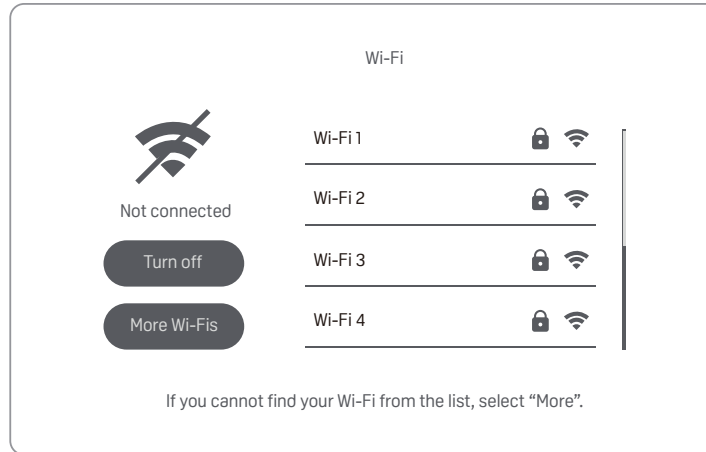 Wi-Fi
Not connected
Turn off
More Wi-Fis
Wi-Fi 1
Wi-Fi 2
Wi-Fi 3
Wi-Fi 4
If you cannot find your Wi-Fi from the list, select “More”.